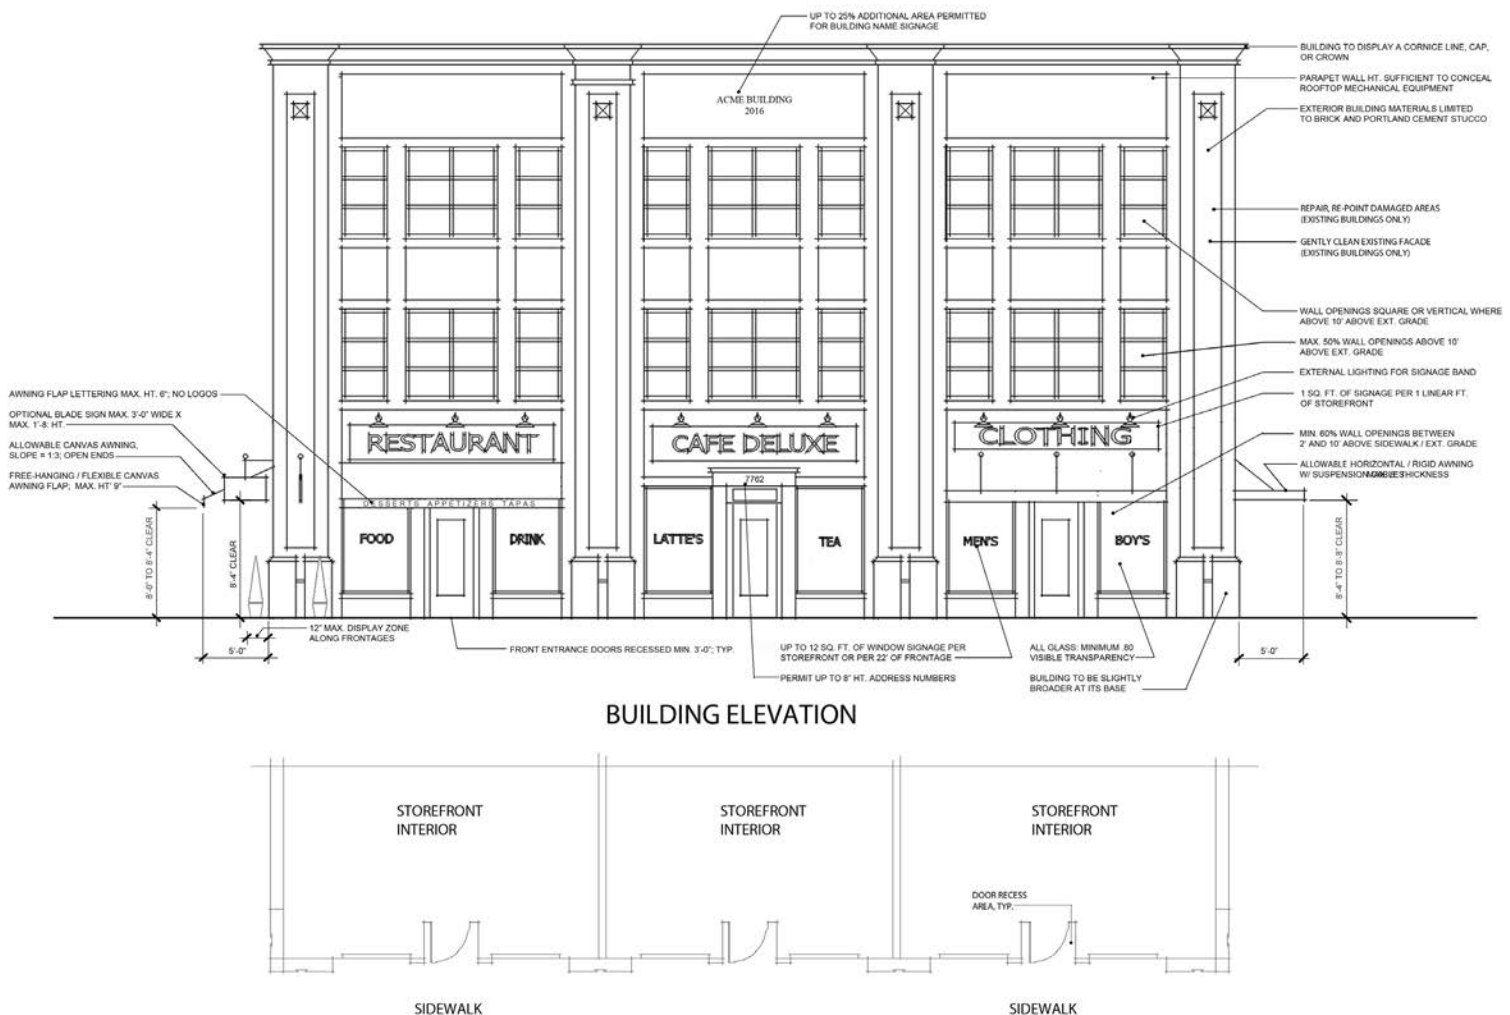 UP TO 25% ADDITIONAL AREA PERMITTED
FOR BUILDING NAME SIGNAGE
BUILDING TO DISPLAY A CORNICE LINE, CAP,
OR CROWN
PARAPET WALL HT. SUFFICIENT TO CONCEAL
ROOFTOP MECHANICAL EQUIPMENT
EXTERIOR BUILDING MATERIALS LIMITED
TO BRICK AND PORTLAND CEMENT STUCCO
ACME BUILDING
2016
REPAIR, RE-POINT DAMAGED AREAS
(EXISTING BUILDINGS ONLY)
GENTLY CLEAN EXISTING FACADE
(EXISTING BUILDINGS ONLY)
WALL OPENINGS SQUARE OR VERTICAL WHERE
ABOVE 10' ABOVE EXT. GRADE
MAX. 50% WALL OPENINGS ABOVE 10'
ABOVE EXT. GRADE
EXTERNAL LIGHTING FOR SIGNAGE BAND
1 SQ. FT. OF SIGNAGE PER 1 LINEAR FT.
OF STOREFRONT
MIN. 60% WALL OPENINGS BETWEEN
2' AND 10' ABOVE SIDEWALK / EXT. GRADE
ALLOWABLE HORIZONTAL / RIGID AWNING
W/ SUSPENSION THICKNESS
AWNING FLAP LETTERING MAX. HT. 6"; NO LOGOS
OPTIONAL BLADE SIGN MAX. 3'-0" WIDE X
MAX. 1'-8: HT.
ALLOWABLE CANVAS AWNING,
SLOPE = 1:3; OPEN ENDS
FREE-HANGING / FLEXIBLE CANVAS
AWNING FLAP; MAX. HT' 9"
RESTAURANT
CAFE DELUXE
CLOTHING
7762
DESSERTS APPETIZERS TAPAS
FOOD
DRINK
LATTE'S
TEA
MEN'S
BOY'S
8'-0" TO 8'-4" CLEAR
8'-4" CLEAR
8'-4" TO 8'-8" CLEAR
12" MAX. DISPLAY ZONE
ALONG FRONTAGES
5'-0"
FRONT ENTRANCE DOORS RECESSED MIN. 3'-0"; TYP.
UP TO 12 SQ. FT. OF WINDOW SIGNAGE PER
STOREFRONT OR PER 22' OF FRONTAGE
PERMIT UP TO 8" HT. ADDRESS NUMBERS
ALL GLASS: MINIMUM .80
VISIBLE TRANSPARENCY
BUILDING TO BE SLIGHTLY
BROADER AT ITS BASE
5'-0"
BUILDING ELEVATION
STOREFRONT
INTERIOR
STOREFRONT
INTERIOR
STOREFRONT
INTERIOR
DOOR RECESS
AREA, TYP.
SIDEWALK
SIDEWALK